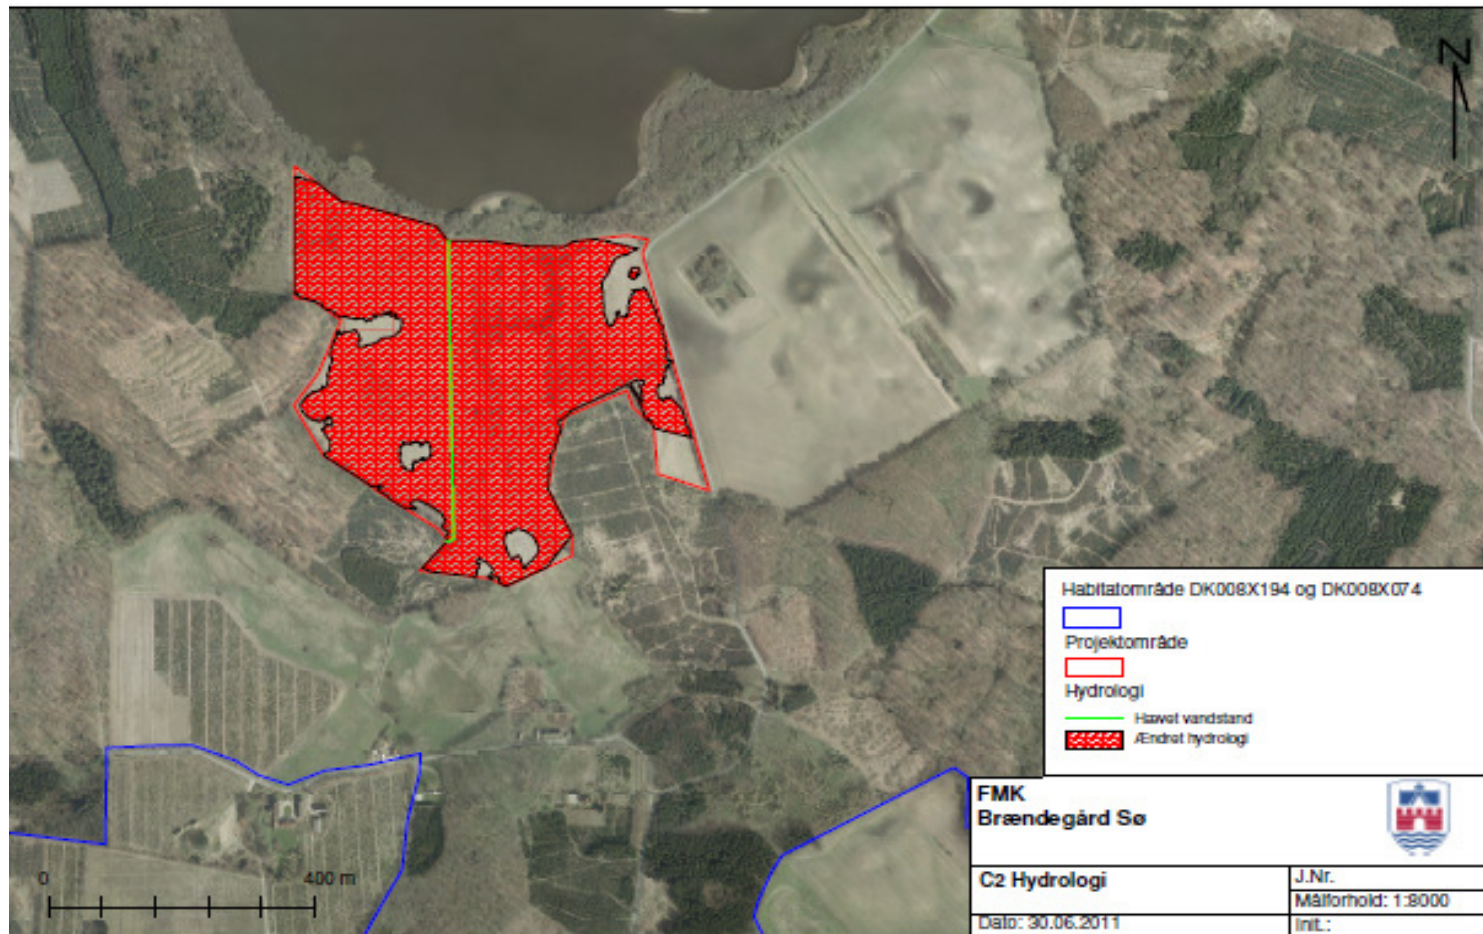 N
Habitatområde DK008X194 og DK008X074
Projektområde
Hydrologi
Hævet vandstand
Ændret hydrologi
FMK
Brændegård Sø
C2 Hydrologi
J.Nr.
Målforhold: 1:8000
Dato: 30.06.2011
Init.:
0
400 m